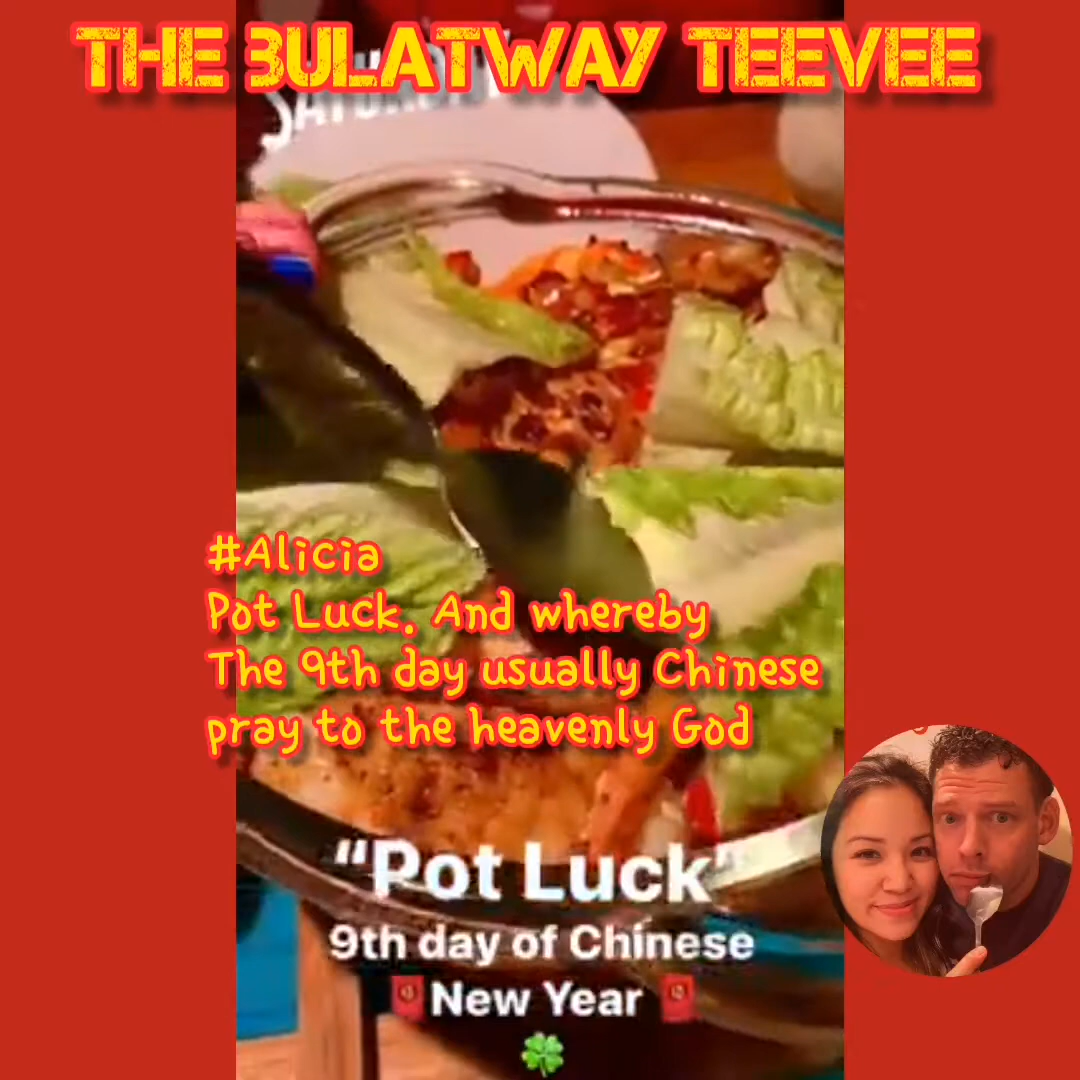 THE BULATWAY TEEVEE
SATURDAY
#Alicia
Pot Luck. And whereby
The 9th day usually Chinese
pray to the heavenly God
“Pot Luck”
9th day of Chinese
New Year